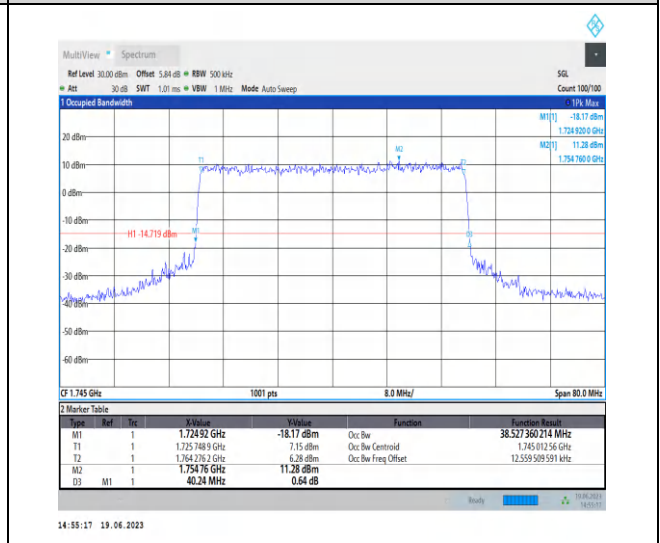 MultiView Spectrum
Ref Level 30.00 dBm Offset 5.84 dB RBW 500 kHz SGL
Att 30 dB SWT 1.01 ms VBW 1 MHz Mode Auto Sweep Count 100/100
1 Occupied Bandwidth 1Pk Max
M1[1] -18.17 dBm
1.724 920 0 GHz
M2[1] 11.28 dBm
1.754 760 0 GHz
20 dBm
M2
T1 T2
10 dBm
0 dBm
-10 dBm
H1 -14.719 dBm M1 D3
-20 dBm
-30 dBm
-40 dBm
-50 dBm
-60 dBm
CF 1.745 GHz 1001 pts 8.0 MHz/ Span 80.0 MHz
2 Marker Table
Type Ref Trc X-Value Y-Value Function Function Result
M1 1 1.724 92 GHz -18.17 dBm Occ Bw 38.527 360 214 MHz
T1 1 1.725 748 9 GHz 7.15 dBm Occ Bw Centroid 1.745 012 56 GHz
T2 1 1.764 276 2 GHz 6.28 dBm Occ Bw Freq Offset 12.559 509 591 kHz
M2 1 1.754 76 GHz 11.28 dBm
D3 M1 1 40.24 MHz 0.64 dB
Ready 19.06.2023
14:55:17
14:55:17 19.06.2023